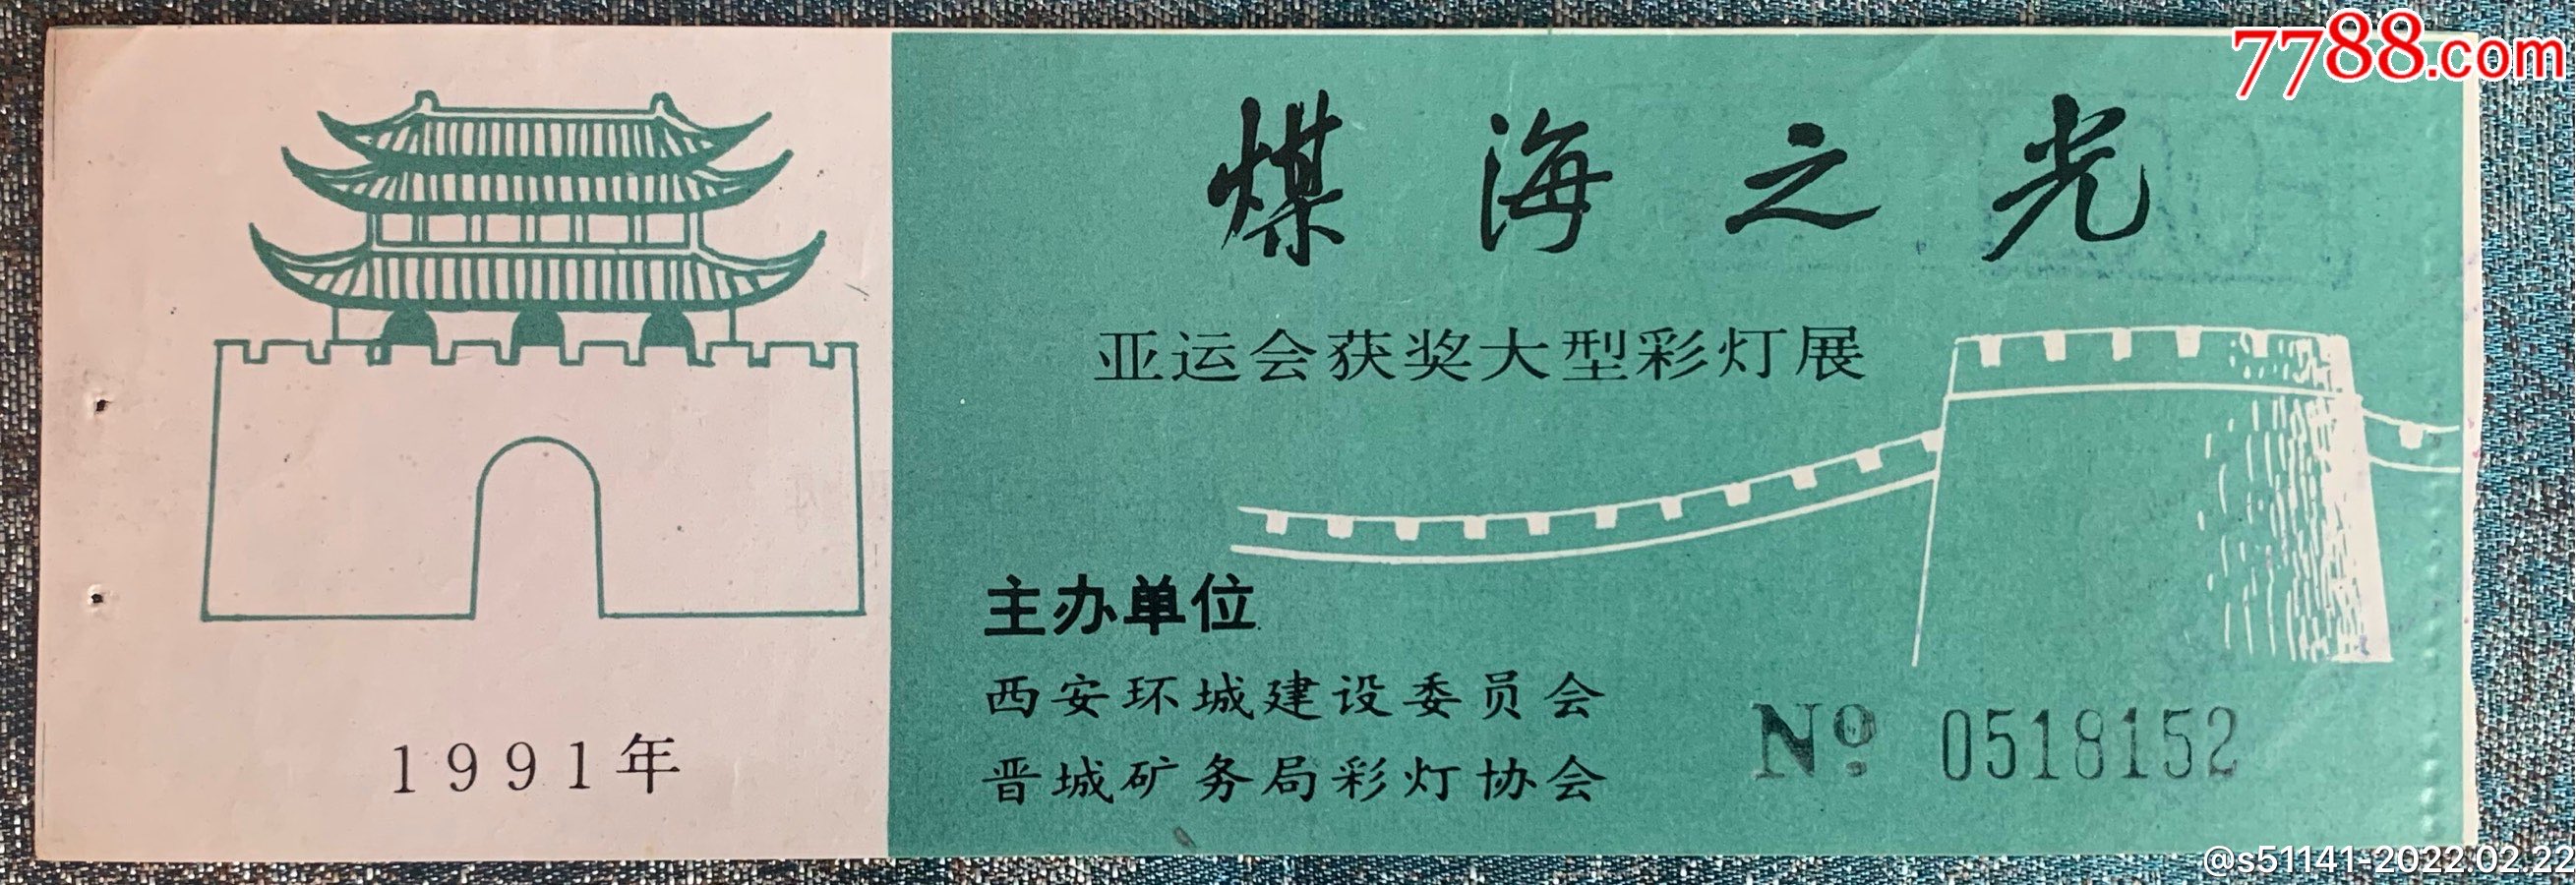 7788.com
煤海之光
亚运会获奖大型彩灯展
主办单位
西安环城建设委员会
晋城矿务局彩灯协会
1991年
№ 0518152
@s51141-2022.02.22